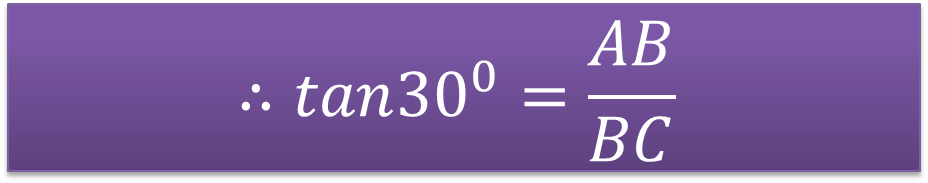 ∴ tan30⁰ = AB/BC